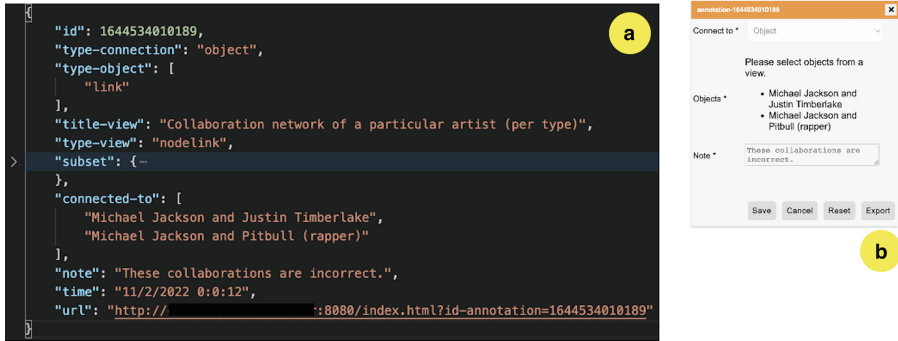 {
"id": 1644534010189,
"type-connection": "object",
"type-object": [
"link"
],
"title-view": "Collaboration network of a particular artist (per type)",
"type-view": "nodelink",
"subset": { ⋯
},
"connected-to": [
"Michael Jackson and Justin Timberlake",
"Michael Jackson and Pitbull (rapper)"
],
"note": "These collaborations are incorrect.",
"time": "11/2/2022 0:0:12",
"url": "http:// r:8080/index.html?id-annotation=1644534010189"
}
a
annotation-1644534010189
Connect to * Object
Please select objects from a
view.
Objects *
• Michael Jackson and
Justin Timberlake
• Michael Jackson and
Pitbull (rapper)
Note * These collaborations are
incorrect.
Save Cancel Reset Export
b